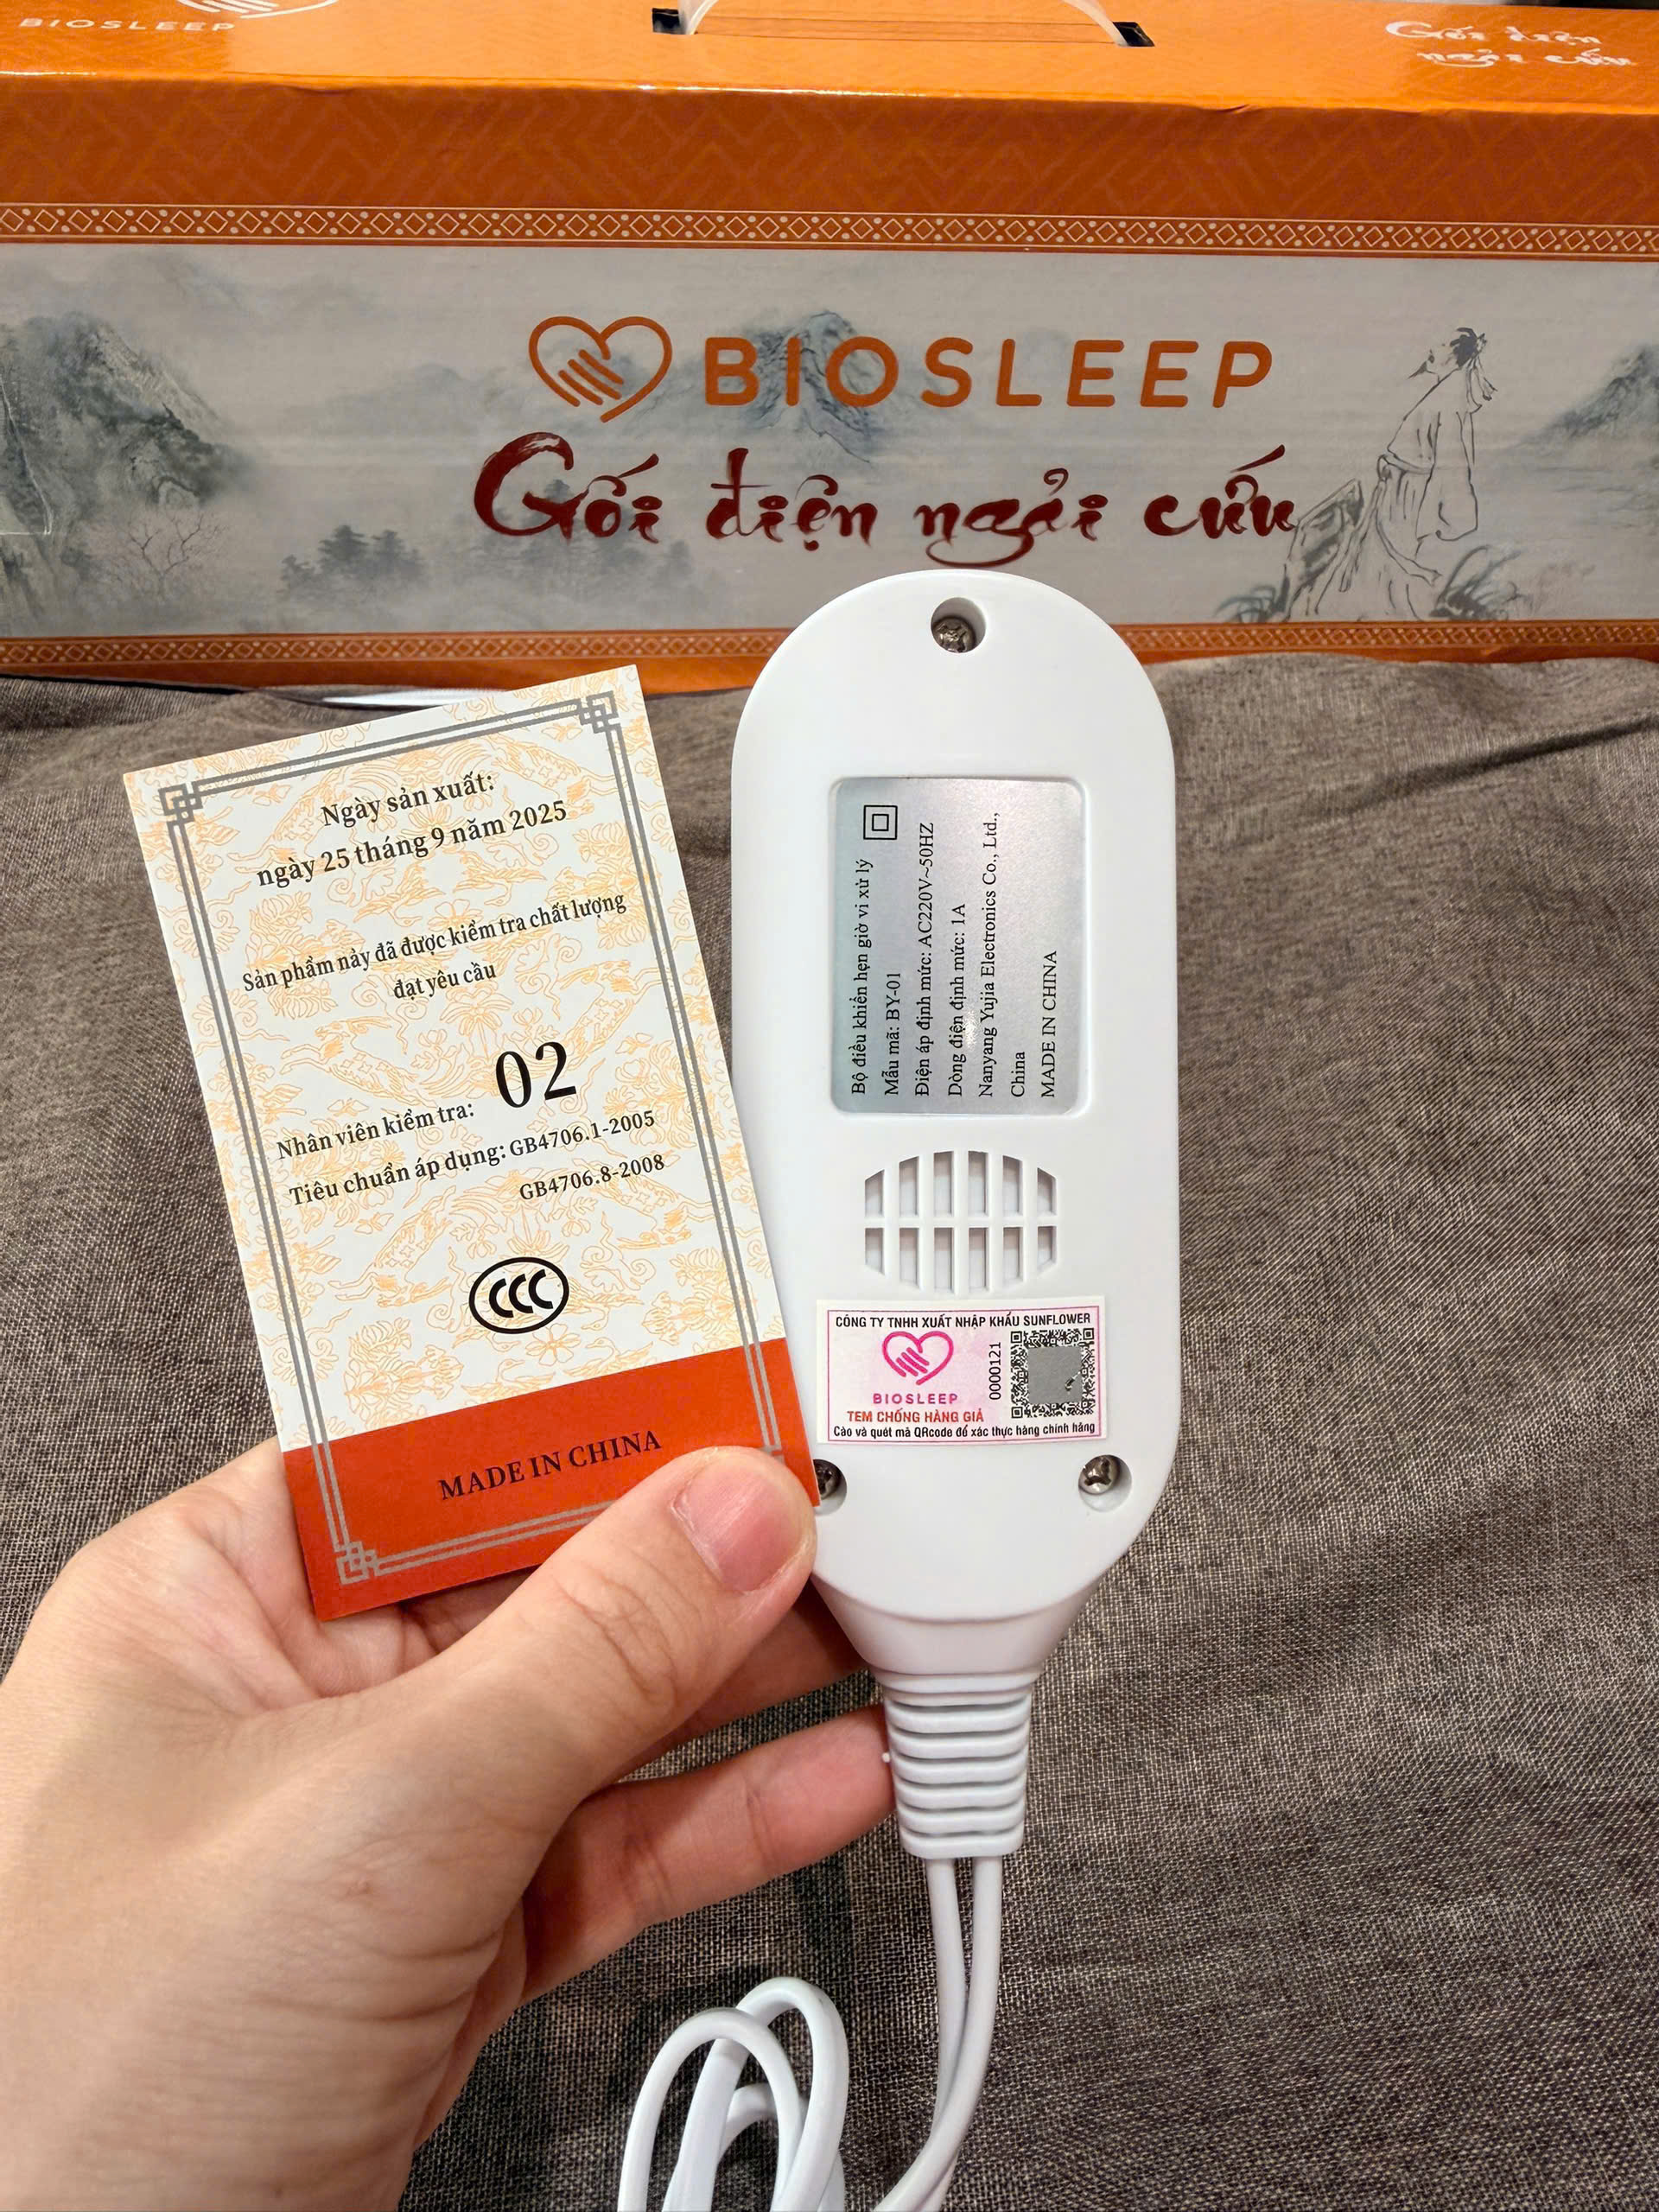 BIOSLEEP
Gối điện
ngải cứu
BIOSLEEP
Gối điện ngải cứu
Ngày sản xuất:
ngày 25 tháng 9 năm 2025
Sản phẩm này đã được kiểm tra chất lượng
đạt yêu cầu
Nhân viên kiểm tra: 02
Tiêu chuẩn áp dụng: GB4706.1-2005
GB4706.8-2008
CCC
MADE IN CHINA
Bộ điều khiển hẹn giờ vi xử lý
Mẫu mã: BY-01
Điện áp định mức: AC220V~50HZ
Dòng điện định mức: 1A
Nanyang Yujia Electronics Co., Ltd.,
China
MADE IN CHINA
CÔNG TY TNHH XUẤT NHẬP KHẨU SUNFLOWER
BIOSLEEP
0000121
TEM CHỐNG HÀNG GIẢ
Cào và quét mã QRcode để xác thực hàng chính hãng